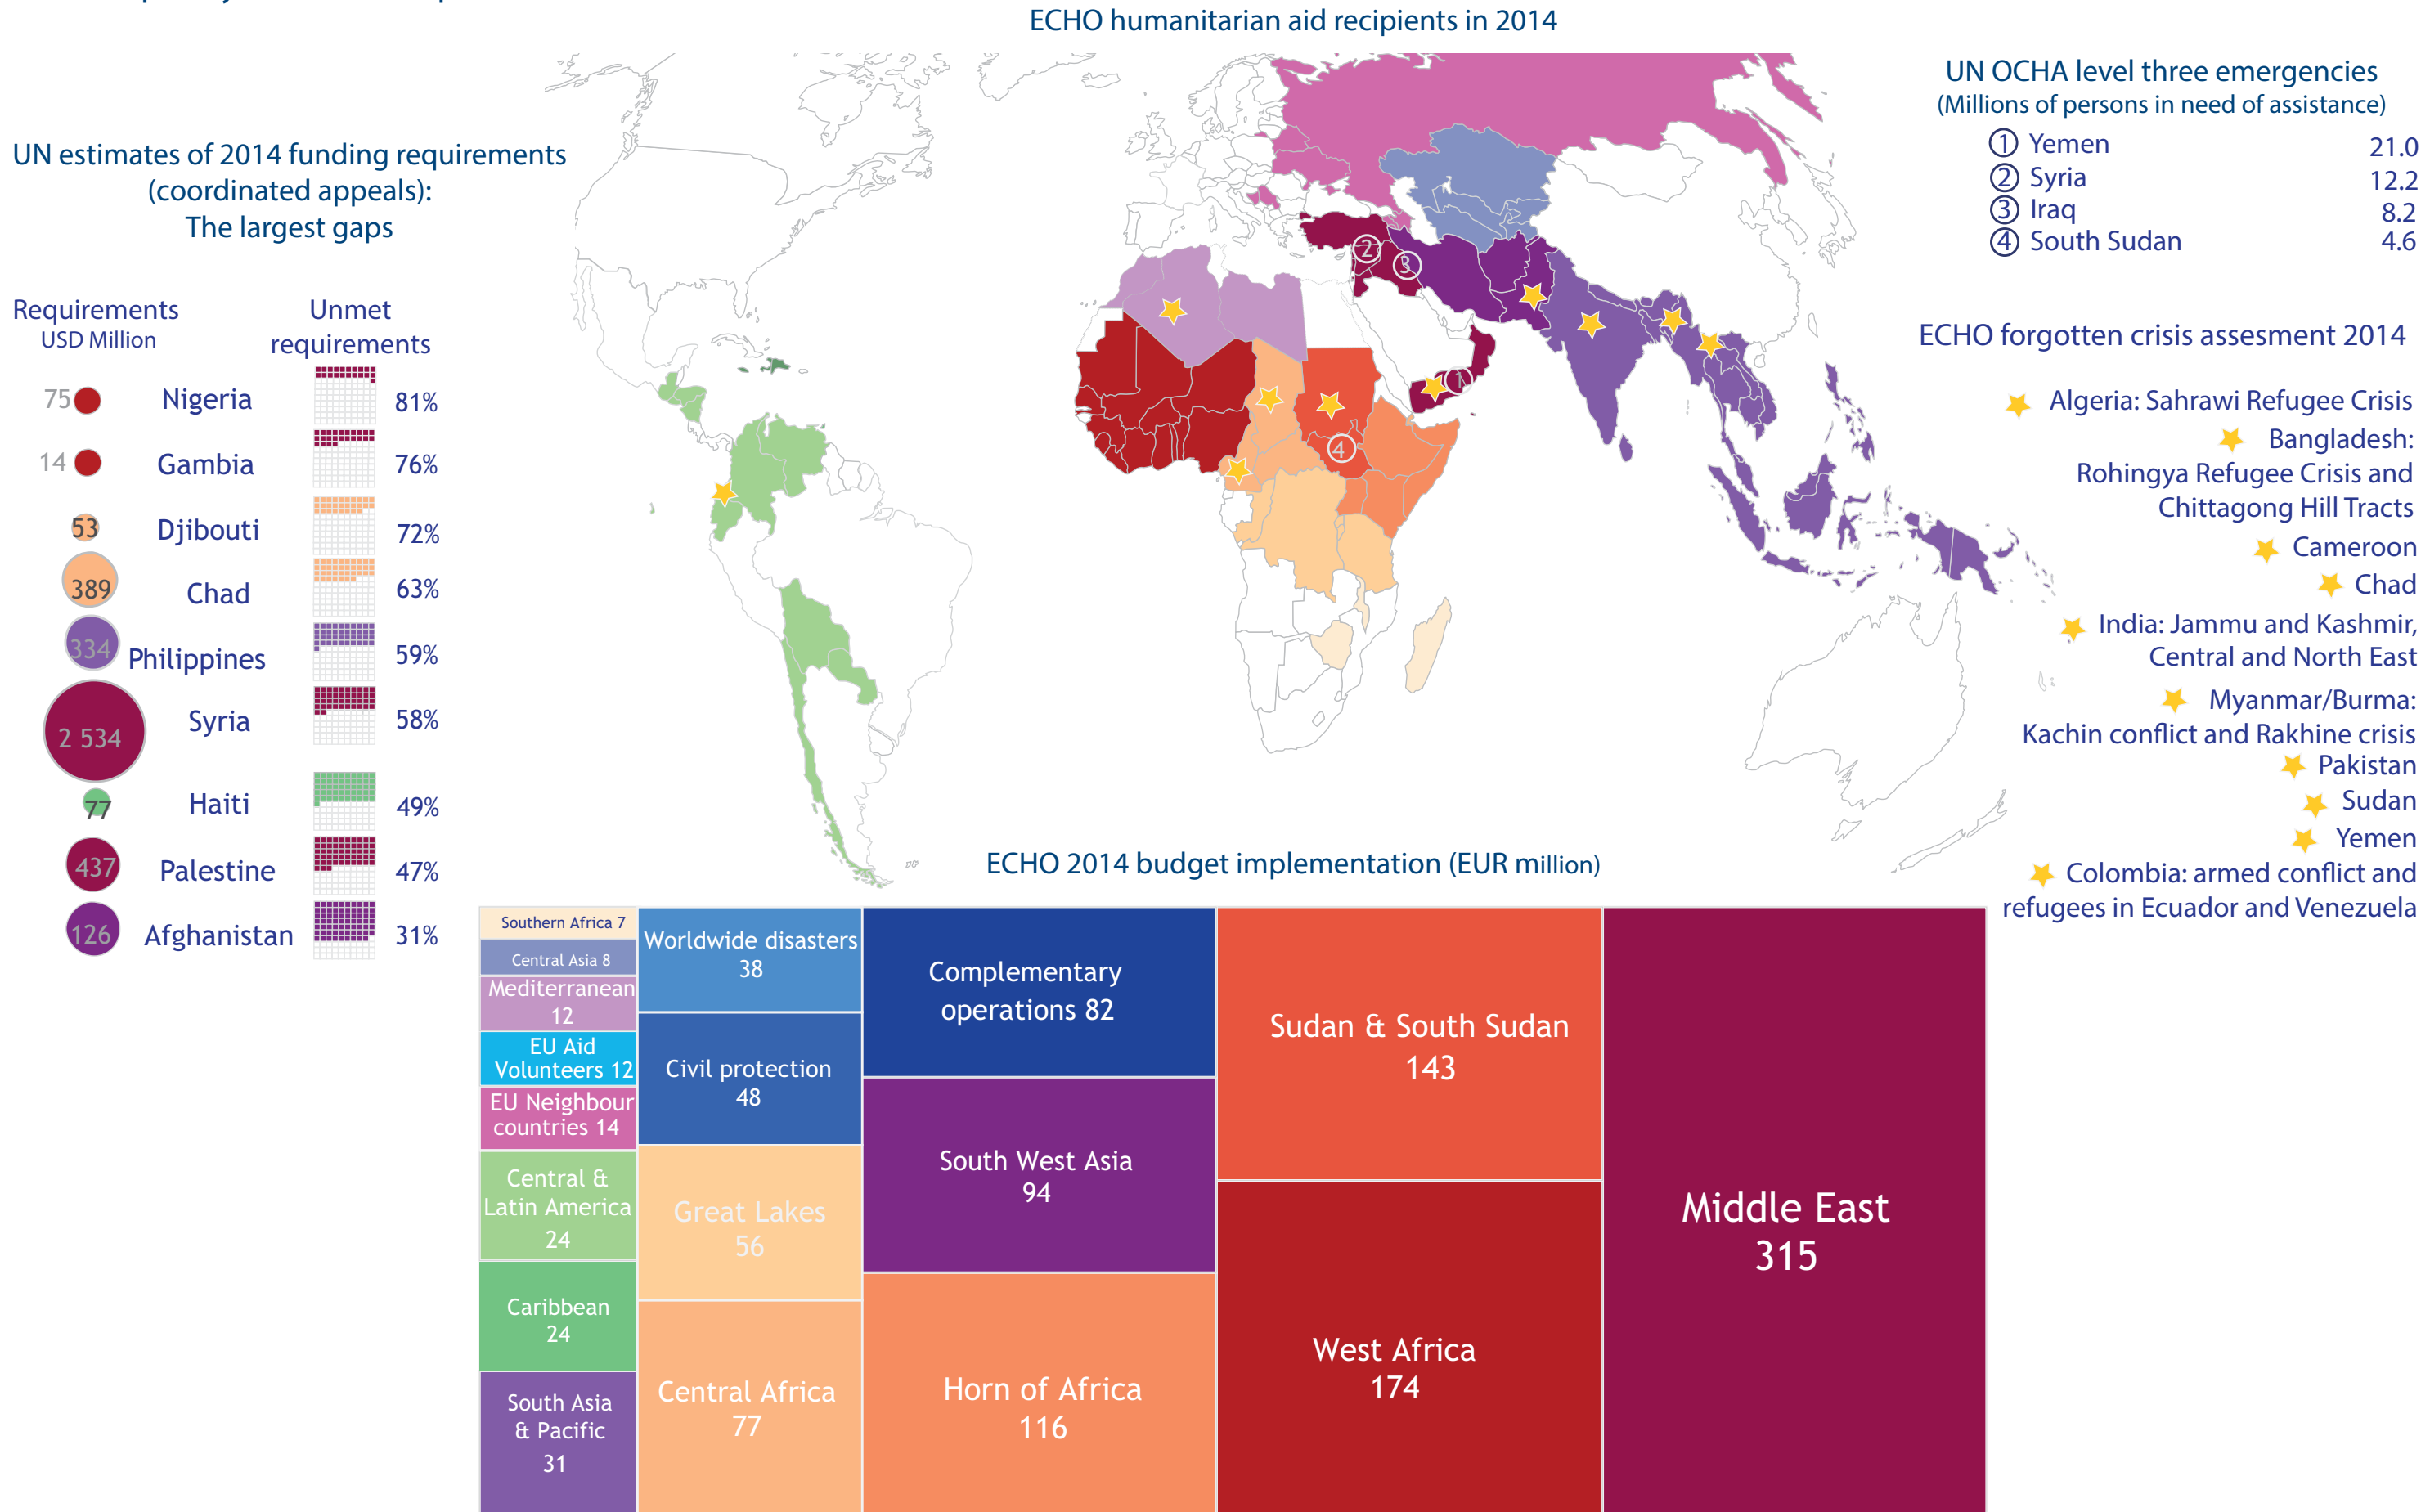 ECHO humanitarian aid recipients in 2014
UN OCHA level three emergencies
(Millions of persons in need of assistance)
① Yemen 21.0
② Syria 12.2
③ Iraq 8.2
④ South Sudan 4.6
UN estimates of 2014 funding requirements
(coordinated appeals):
The largest gaps
Requirements
USD Million
Unmet
requirements
75 Nigeria 81%
14 Gambia 76%
53 Djibouti 72%
389 Chad 63%
334 Philippines 59%
2 534 Syria 58%
77 Haiti 49%
437 Palestine 47%
126 Afghanistan 31%
②
③
①
④
ECHO forgotten crisis assesment 2014
Algeria: Sahrawi Refugee Crisis
Bangladesh:
Rohingya Refugee Crisis and
Chittagong Hill Tracts
Cameroon
Chad
India: Jammu and Kashmir,
Central and North East
Myanmar/Burma:
Kachin conflict and Rakhine crisis
Pakistan
Sudan
Yemen
Colombia: armed conflict and
refugees in Ecuador and Venezuela
ECHO 2014 budget implementation (EUR million)
Southern Africa 7
Central Asia 8
Mediterranean
12
EU Aid
Volunteers 12
EU Neighbour
countries 14
Central &
Latin America
24
Caribbean
24
South Asia
& Pacific
31
Worldwide disasters
38
Civil protection
48
Great Lakes
56
Central Africa
77
Complementary
operations 82
South West Asia
94
Horn of Africa
116
Sudan & South Sudan
143
West Africa
174
Middle East
315